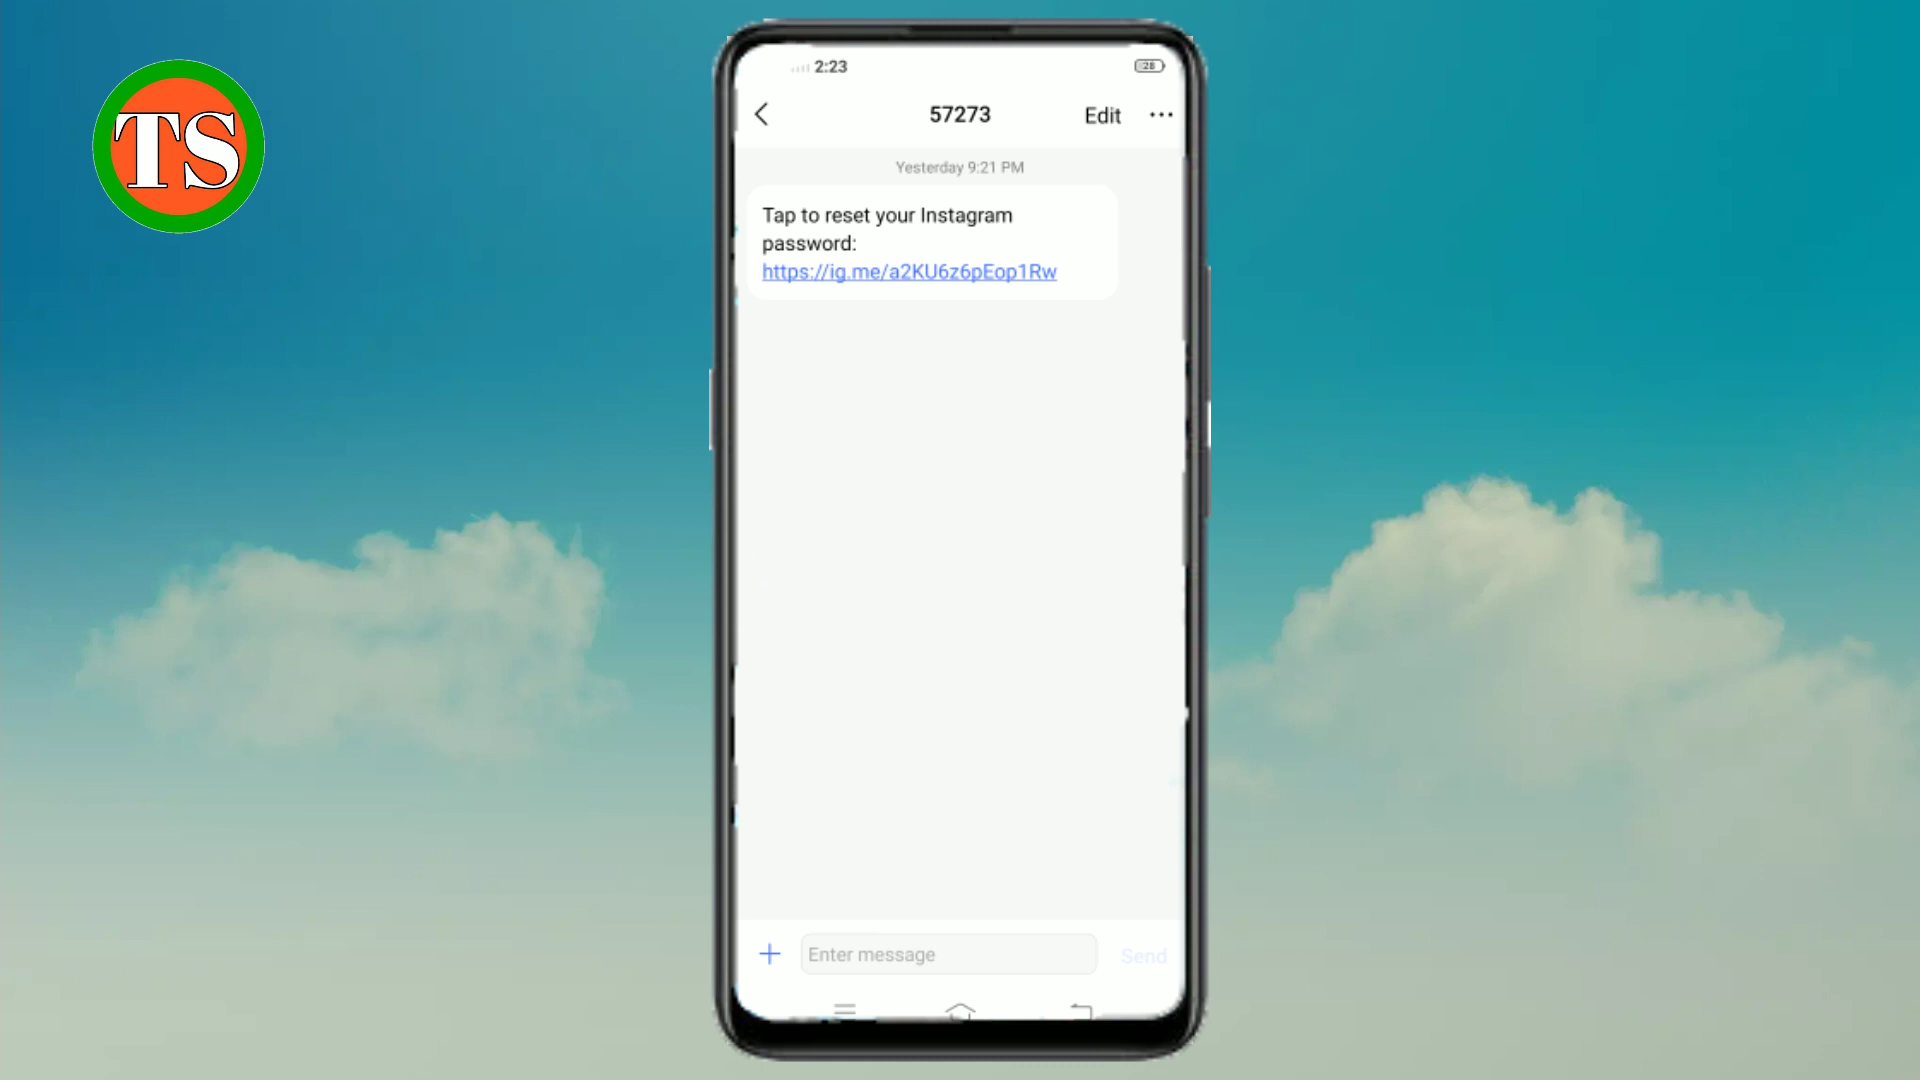 TS
2:23
28
57273
Edit
Yesterday 9:21 PM
Tap to reset your Instagram
password:
https://ig.me/a2KU6z6pEop1Rw
Enter message
Send